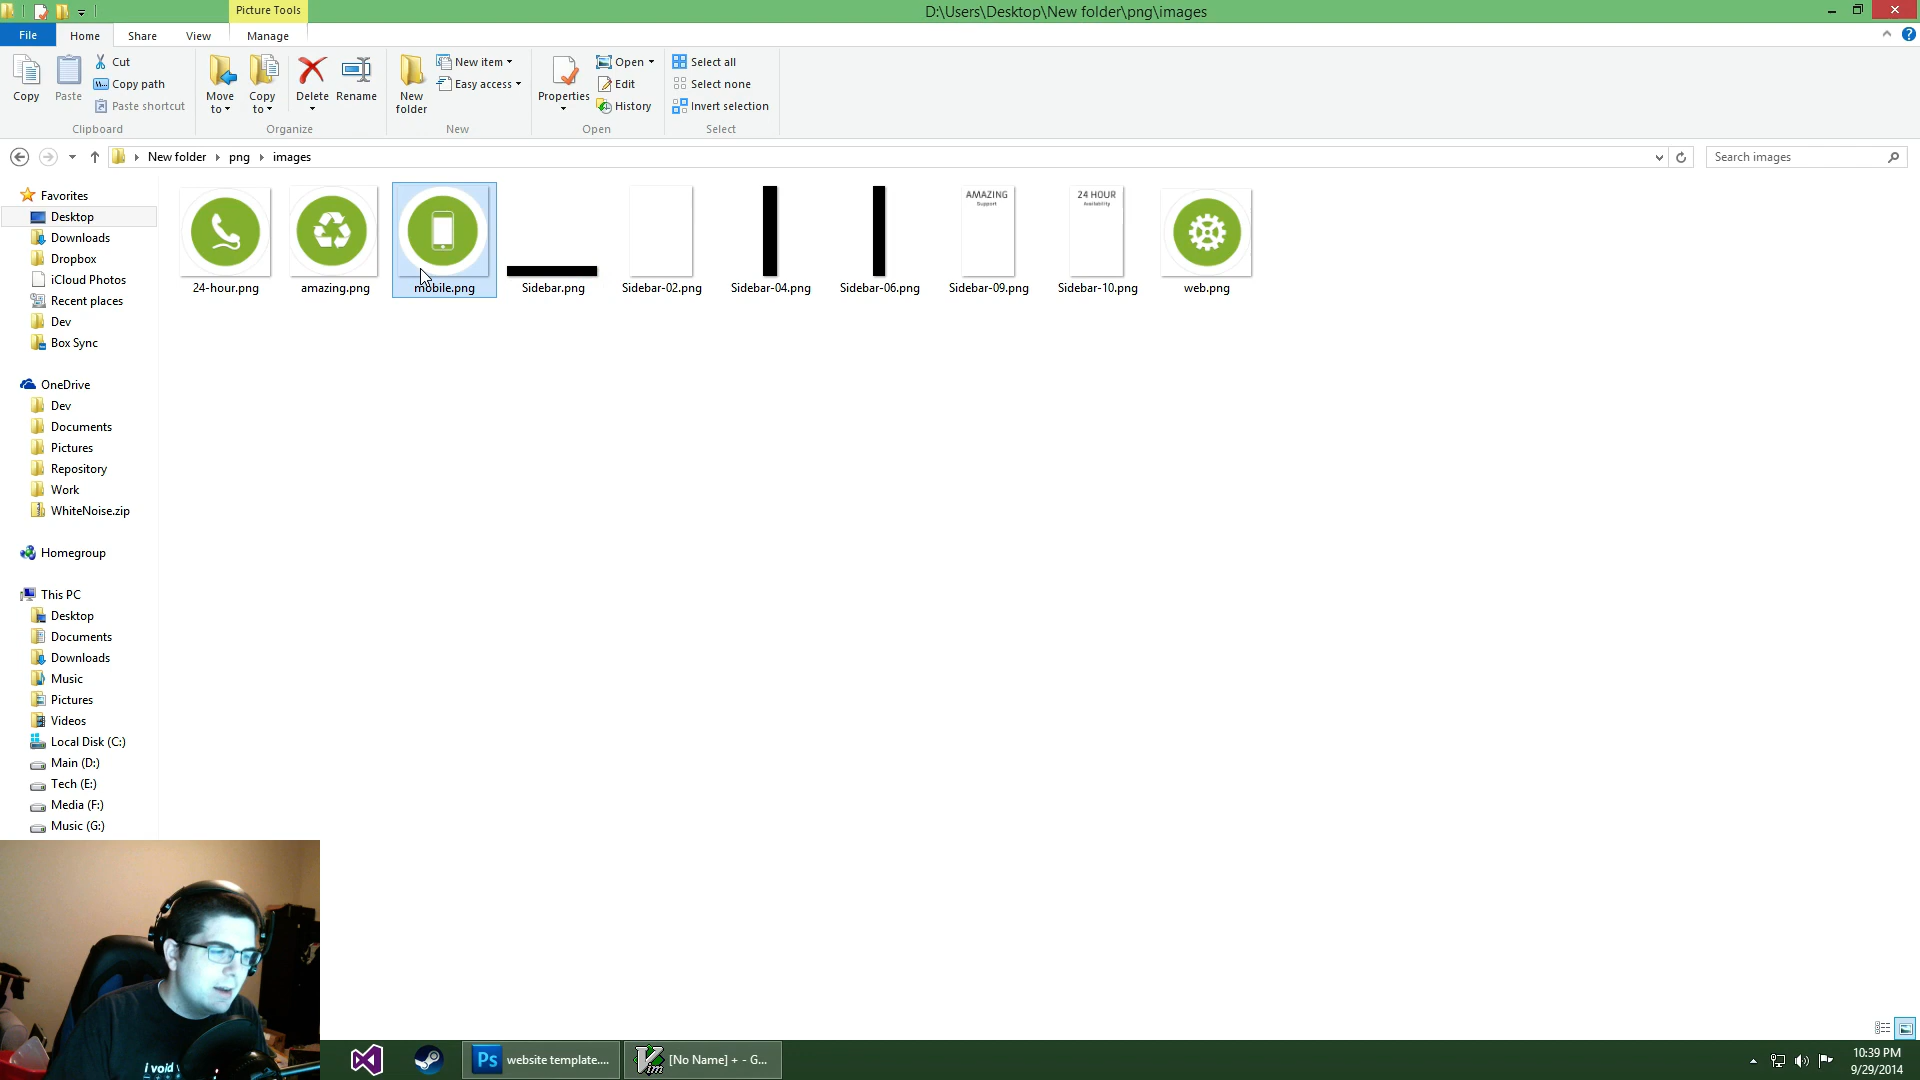 Picture Tools
D:\Users\Desktop\New folder\png\images
File
Home
Share
View
Manage
Copy
Paste
Cut
Copy path
Paste shortcut
Clipboard
Move to
Copy to
Delete
Rename
Organize
New folder
New item
Easy access
New
Properties
Open
Edit
History
Open
Select all
Select none
Invert selection
Select
New folder
png
images
Search images
Favorites
Desktop
Downloads
Dropbox
iCloud Photos
Recent places
Dev
Box Sync
OneDrive
Dev
Documents
Pictures
Repository
Work
WhiteNoise.zip
Homegroup
This PC
Desktop
Documents
Downloads
Music
Pictures
Videos
Local Disk (C:)
Main (D:)
Tech (E:)
Media (F:)
Music (G:)
AMAZING
Support
24 HOUR
Availability
24-hour.png
amazing.png
mobile.png
Sidebar.png
Sidebar-02.png
Sidebar-04.png
Sidebar-06.png
Sidebar-09.png
Sidebar-10.png
web.png
i void
Ps
website template....
Vim
[No Name] + - G...
10:39 PM
9/29/2014